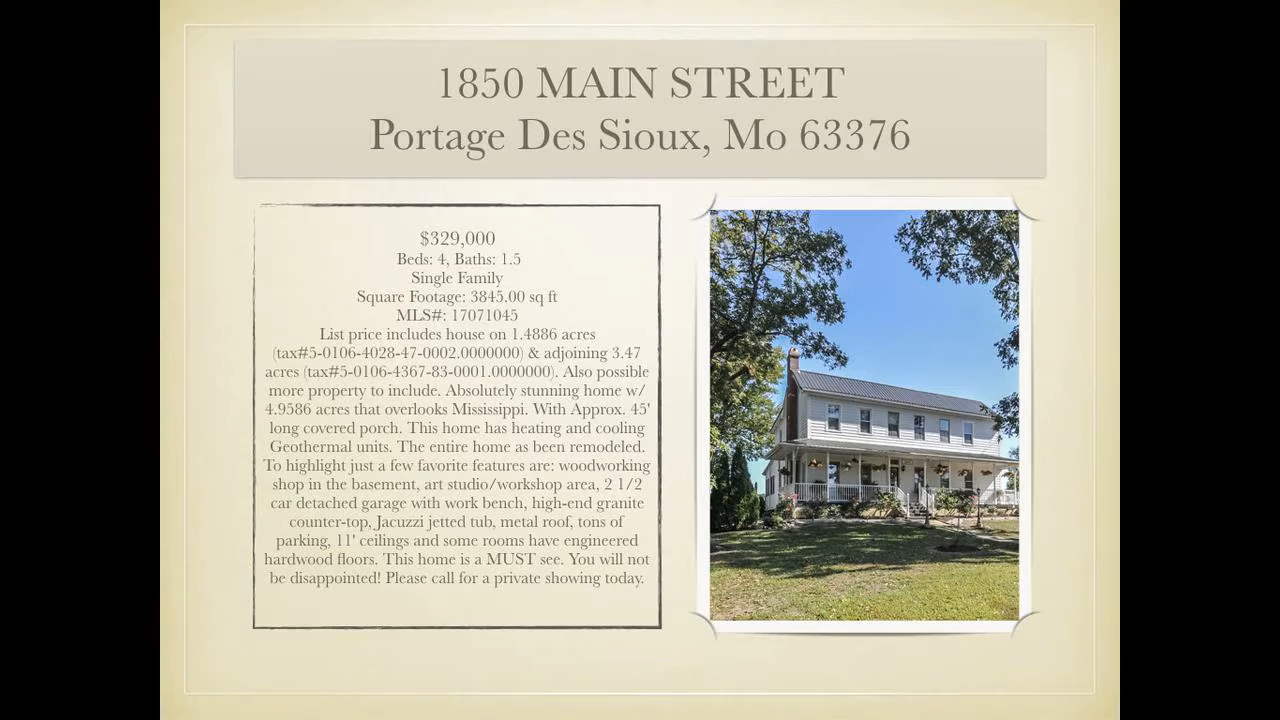 1850 MAIN STREET
Portage Des Sioux, Mo 63376
$329,000
Beds: 4, Baths: 1.5
Single Family
Square Footage: 3845.00 sq ft
MLS#: 17071045
List price includes house on 1.4886 acres
(tax#5-0106-4028-47-0002.0000000) & adjoining 3.47
acres (tax#5-0106-4367-83-0001.0000000). Also possible
more property to include. Absolutely stunning home w/
4.9586 acres that overlooks Mississippi. With Approx. 45'
long covered porch. This home has heating and cooling
Geothermal units. The entire home as been remodeled.
To highlight just a few favorite features are: woodworking
shop in the basement, art studio/workshop area, 2 1/2
car detached garage with work bench, high-end granite
counter-top, Jacuzzi jetted tub, metal roof, tons of
parking, 11' ceilings and some rooms have engineered
hardwood floors. This home is a MUST see. You will not
be disappointed! Please call for a private showing today.